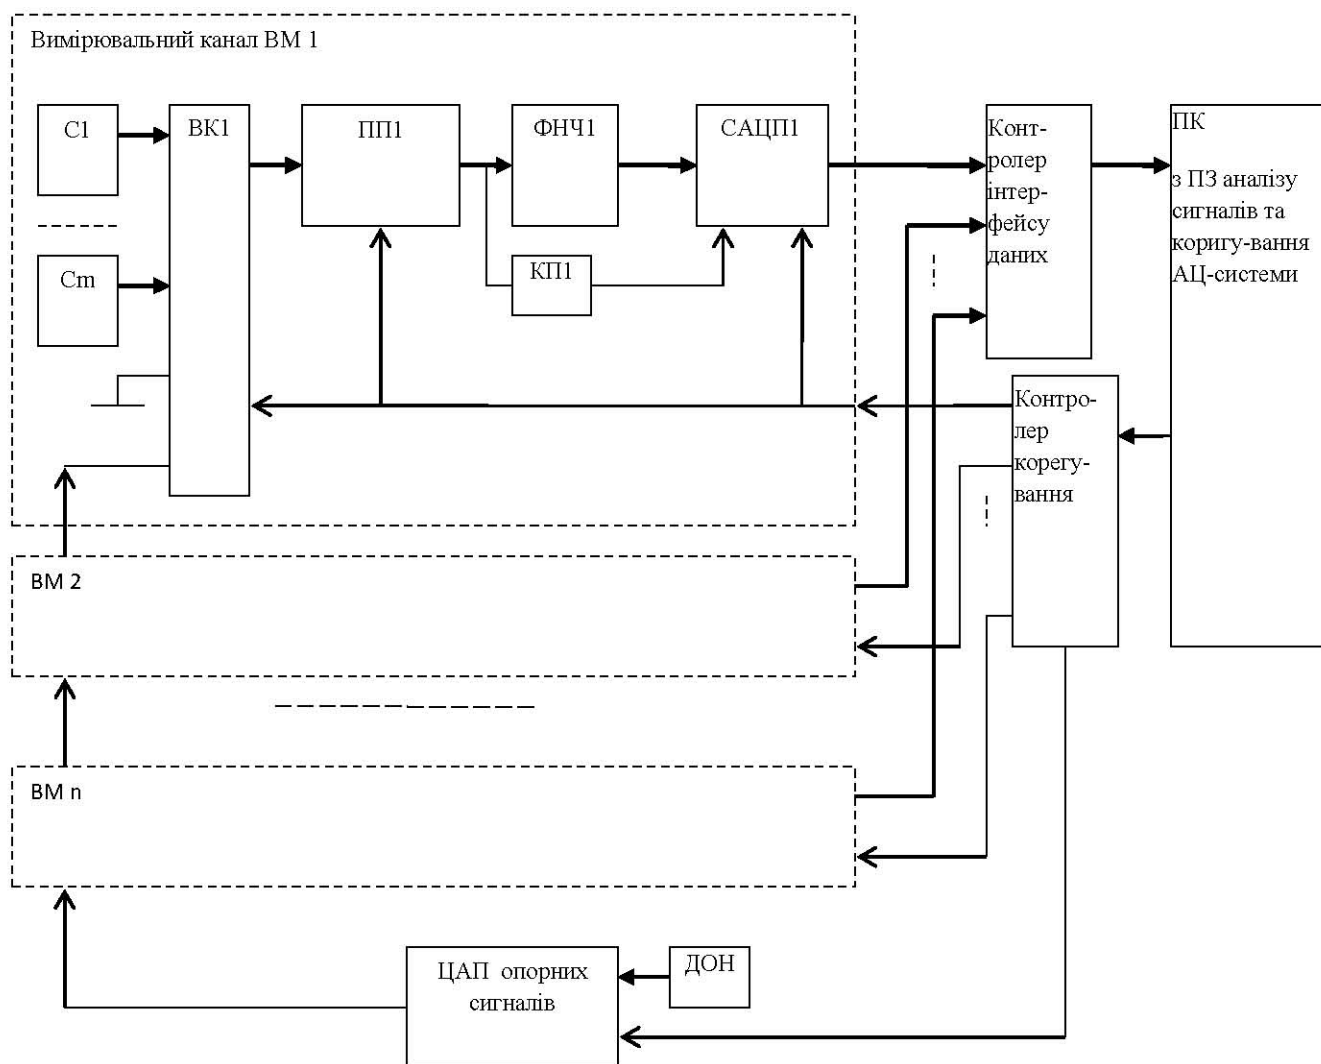 Вимірювальний канал ВМ 1
С1
ВК1
ПП1
ФНЧ1
САЦП1
Сm
КП1
Конт-
ролер
інтер-
фейсу
даних
ПК
з ПЗ аналізу
сигналів та
коригу-вання
АЦ-системи
Контро-
лер
корегу-
вання
ВМ 2
ВМ n
ЦАП опорних
сигналів
ДОН